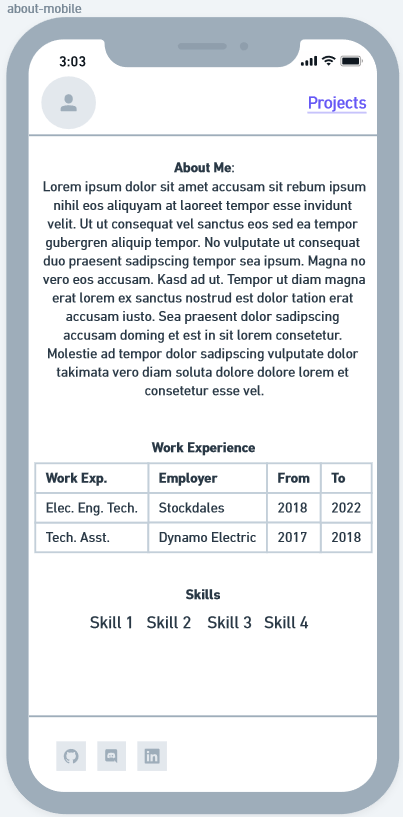 about-mobile
3:03
Projects
About Me:
Lorem ipsum dolor sit amet accusam sit rebum ipsum
nihil eos aliquyam at laoreet tempor esse invidunt
velit. Ut ut consequat vel sanctus eos sed ea tempor
gubergren aliquip tempor. No vulputate ut consequat
duo praesent sadipscing tempor sea ipsum. Magna no
vero eos accusam. Kasd ad ut. Tempor ut diam magna
erat lorem ex sanctus nostrud est dolor tation erat
accusam iusto. Sea praesent dolor sadipscing
accusam doming et est in sit lorem consetetur.
Molestie ad tempor dolor sadipscing vulputate dolor
takimata vero diam soluta dolore dolore lorem et
consetetur esse vel.
Work Experience
Work Exp. Employer From To
Elec. Eng. Tech. Stockdales 2018 2022
Tech. Asst. Dynamo Electric 2017 2018
Skills
Skill 1 Skill 2 Skill 3 Skill 4
in